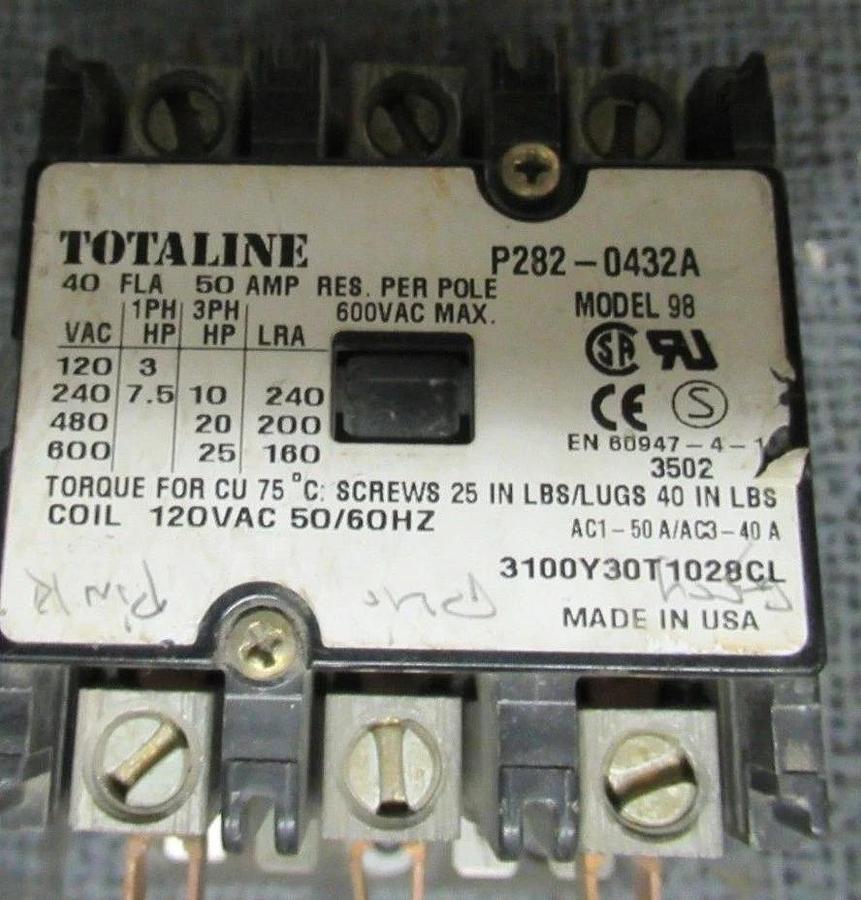 TOTALINE P282-0432A
40 FLA 50 AMP RES. PER POLE
600VAC MAX.
MODEL 98
1PH 3PH
VAC HP HP LRA
120 3
240 7.5 10 240
480 20 200
600 25 160
SA RU
CE S
EN 60947-4-1
3502
TORQUE FOR CU 75°C: SCREWS 25 IN LBS/LUGS 40 IN LBS
COIL 120VAC 50/60HZ
AC1-50 A/AC3-40 A
3100Y30T1028CL
MADE IN USA